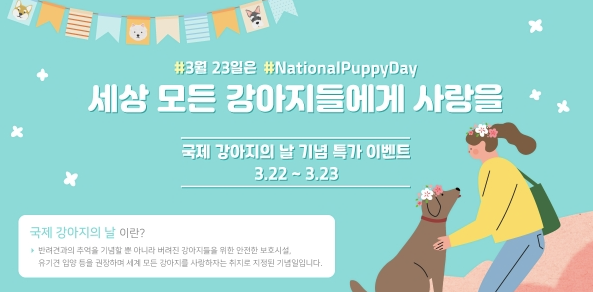 #3월 23일은 #NationalPuppyDay
세상 모든 강아지들에게 사랑을
국제 강아지의 날 기념 특가 이벤트
3.22 ~ 3.23
국제 강아지의 날 이란?
반려견과의 추억을 기념할 뿐 아니라 버려진 강아지들을 위한 안전한 보호시설,
유기견 입양 등을 권장하며 세계 모든 강아지를 사랑하자는 취지로 지정된 기념일입니다.